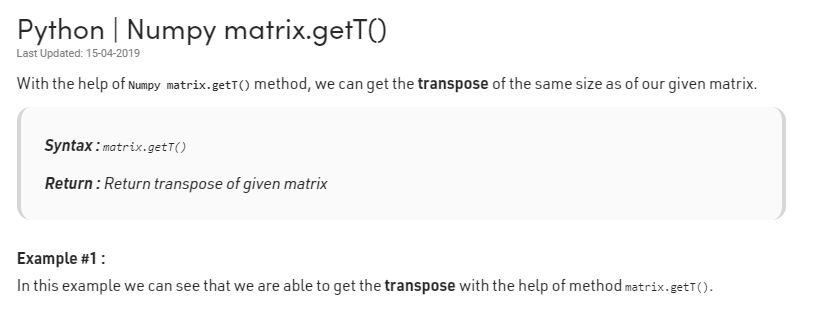 Python | Numpy matrix.getT()
Last Updated: 15-04-2019
With the help of Numpy matrix.getT() method, we can get the transpose of the same size as of our given matrix.
Syntax : matrix.getT()
Return : Return transpose of given matrix
Example #1 :
In this example we can see that we are able to get the transpose with the help of method matrix.getT().